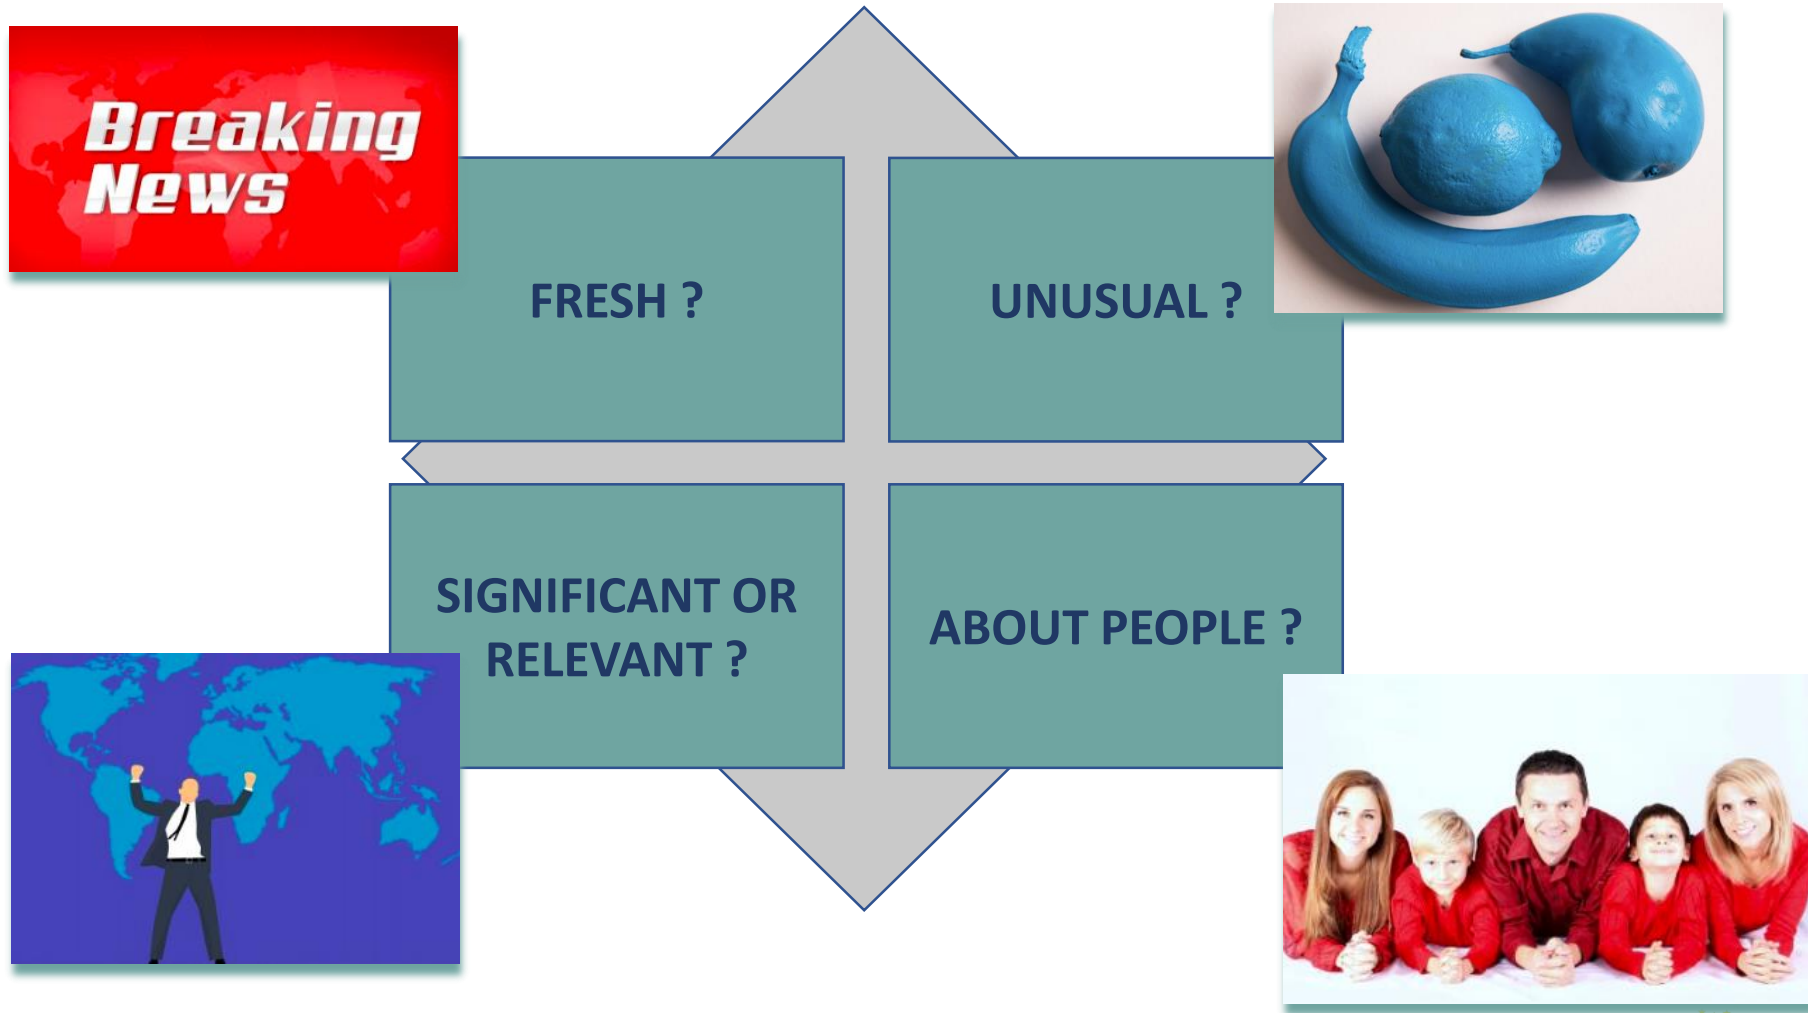 Breaking
News
FRESH ?
UNUSUAL ?
SIGNIFICANT OR
RELEVANT ?
ABOUT PEOPLE ?